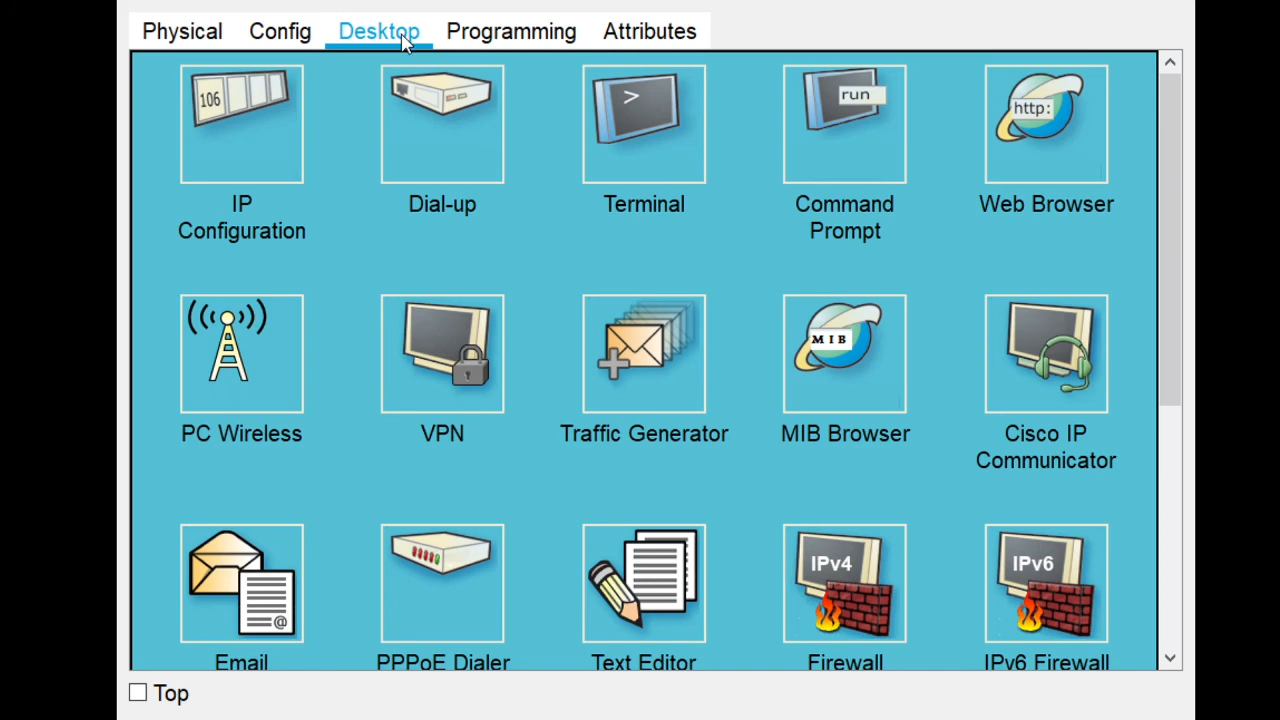 Physical Config Desktop Programming Attributes
106
>
run
http:
IP
Configuration
Dial-up
Terminal
Command
Prompt
Web Browser
MIB
PC Wireless
VPN
Traffic Generator
MIB Browser
Cisco IP
Communicator
@
IPv4
IPv6
Email
PPPoE Dialer
Text Editor
Firewall
IPv6 Firewall
Top